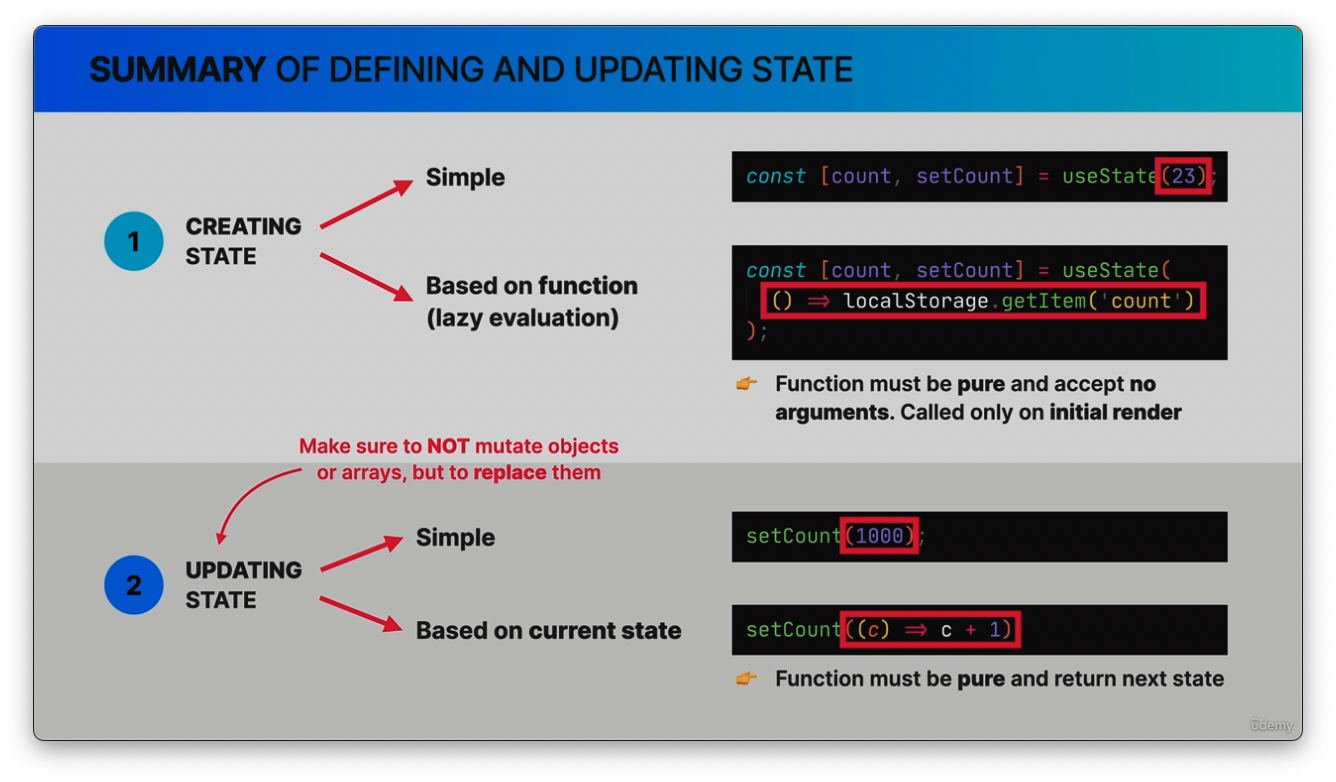 SUMMARY OF DEFINING AND UPDATING STATE
1
CREATING
STATE
Simple
const [count, setCount] = useState(23);
Based on function
(lazy evaluation)
const [count, setCount] = useState(
() => localStorage.getItem('count')
);
👉 Function must be pure and accept no
arguments. Called only on initial render
Make sure to NOT mutate objects
or arrays, but to replace them
2
UPDATING
STATE
Simple
setCount(1000);
Based on current state
setCount((c) => c + 1)
👉 Function must be pure and return next state
ûdemy